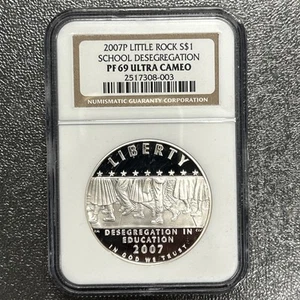 2007P LITTLE ROCK S$1
SCHOOL DESEGREGATION
PF 69 ULTRA CAMEO
2517308-003
NUMISMATIC GUARANTY CORPORATION
LIBERTY
DESEGREGATION IN
EDUCATION
2007
IN GOD WE TRUST